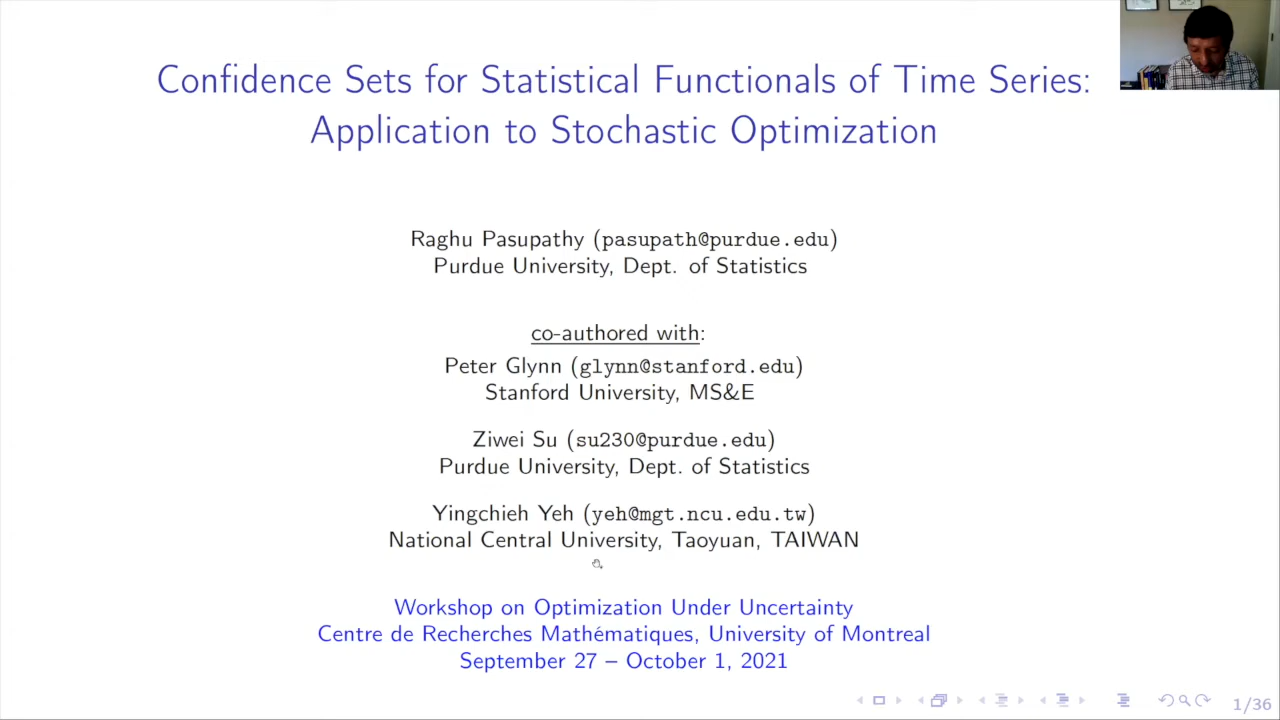 Confidence Sets for Statistical Functionals of Time Series:
Application to Stochastic Optimization
Raghu Pasupathy (pasupath@purdue.edu)
Purdue University, Dept. of Statistics
co-authored with:
Peter Glynn (glynn@stanford.edu)
Stanford University, MS&E
Ziwei Su (su230@purdue.edu)
Purdue University, Dept. of Statistics
Yingchieh Yeh (yeh@mgt.ncu.edu.tw)
National Central University, Taoyuan, TAIWAN
Workshop on Optimization Under Uncertainty
Centre de Recherches Mathématiques, University of Montreal
September 27 – October 1, 2021
1/36